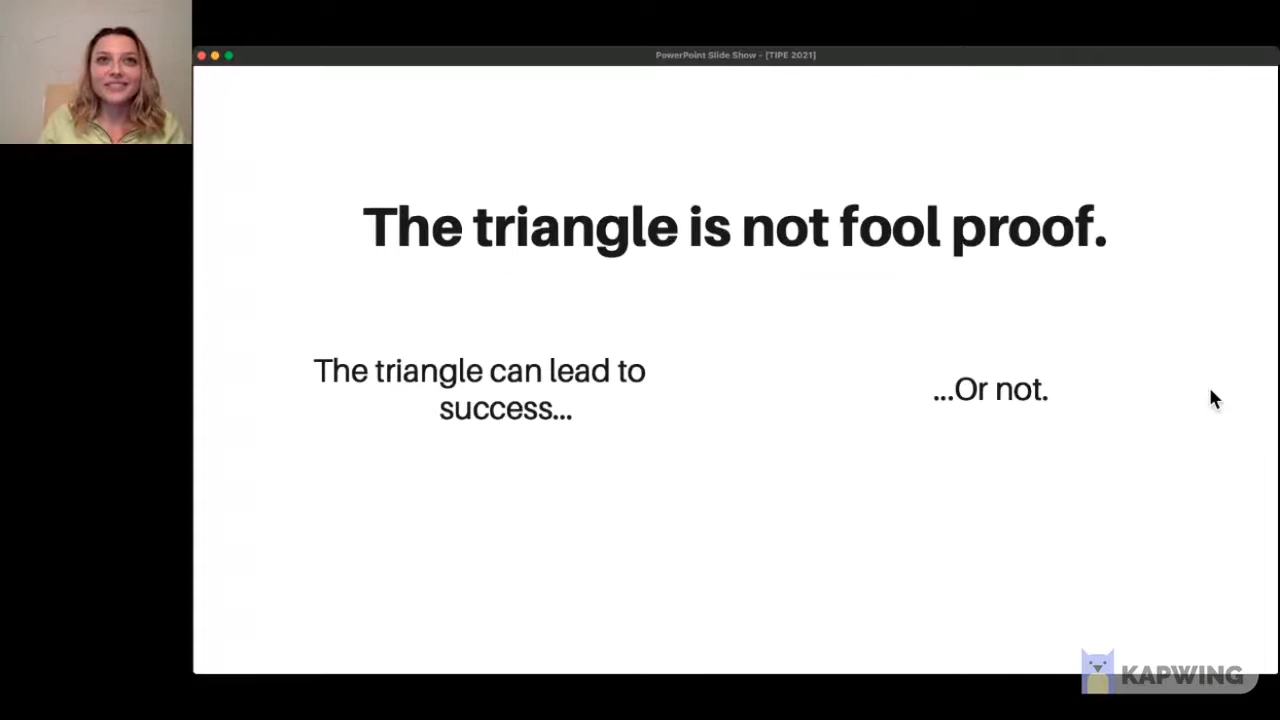 PowerPoint Slide Show - [TIPE 2021]
The triangle is not fool proof.
The triangle can lead to
success...
...Or not.
KAPWING